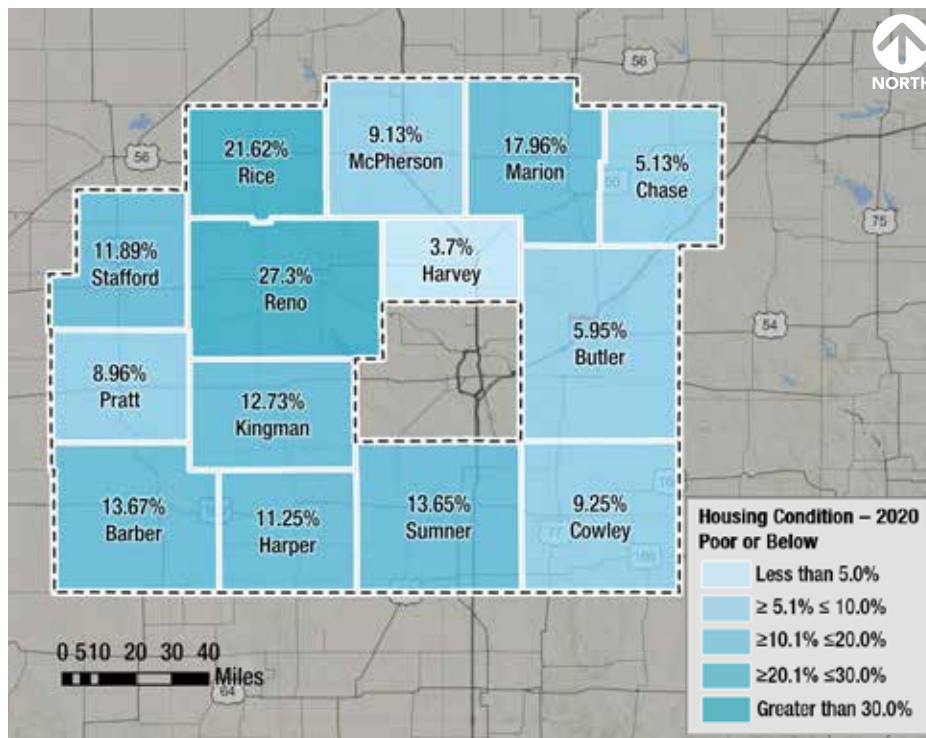 56
NORTH
9.13%
McPherson
17.96%
Marion
21.62%
Rice
5.13%
Chase
56
75
11.89%
Stafford
27.3%
Reno
3.7%
Harvey
54
5.95%
Butler
8.96%
Pratt
12.73%
Kingman
13.67%
Barber
11.25%
Harper
13.65%
Sumner
9.25%
Cowley
77
166
Housing Condition – 2020
Poor or Below
Less than 5.0%
≥ 5.1% ≤ 10.0%
≥10.1% ≤20.0%
≥20.1% ≤30.0%
Greater than 30.0%
0 5 10 20 30 40
Miles
64